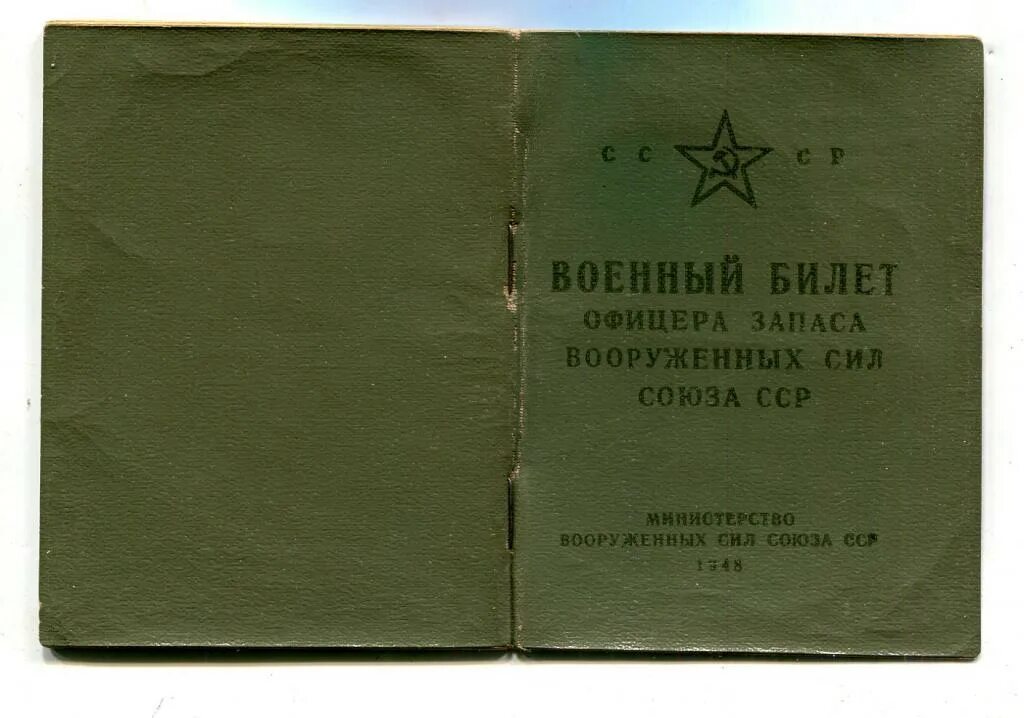 СС СР
ВОЕННЫЙ БИЛЕТ
ОФИЦЕРА ЗАПАСА
ВООРУЖЕННЫХ СИЛ
СОЮЗА ССР
МИНИСТЕРСТВО
ВООРУЖЕННЫХ СИЛ СОЮЗА ССР
1948